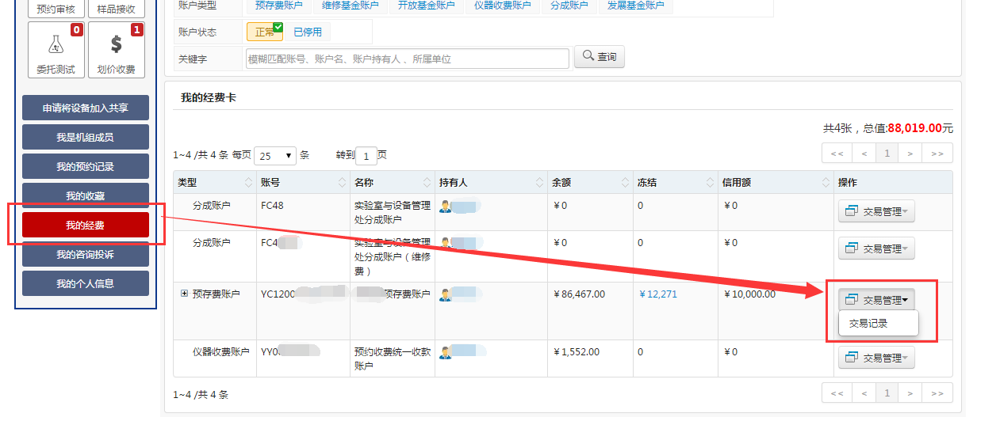 预约审核 样品接收
0 1
委托测试 划价收费
申请将设备加入共享
我是机组成员
我的预约记录
我的收藏
我的经费
我的咨询投诉
我的个人信息
账户类型 预存费账户 维修基金账户 开放基金账户 仪器收费账户 分成账户 发展基金账户
账户状态 正常 已停用
关键字 模糊匹配账号、账户名、账户持有人 、所属单位 查询
我的经费卡
共4张，总值:88,019.00元
1~4 /共 4 条 每页 25 条 转到 1 页 << < 1 > >>
类型 账号 名称 持有人 余额 冻结 信用额 操作
分成账户 FC48 实验室与设备管理 ￥0 0 ￥0 交易管理
处分成账户
分成账户 FC4 实验室与设备管理 ￥0 0 ￥0 交易管理
处分成账户（维修
费）
预存费账户 YC1200 预存费账户 ￥86,467.00 ￥12,271 ￥10,000.00 交易管理
交易记录
仪器收费账户 YY0 预约收费统一收款 ￥1,552.00 0 ￥0 交易管理
账户
1~4 /共 4 条 << < 1 > >>